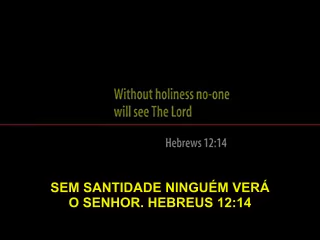 Without holiness no-one
will see The Lord
Hebrews 12:14
SEM SANTIDADE NINGUÉM VERÁ
O SENHOR. HEBREUS 12:14